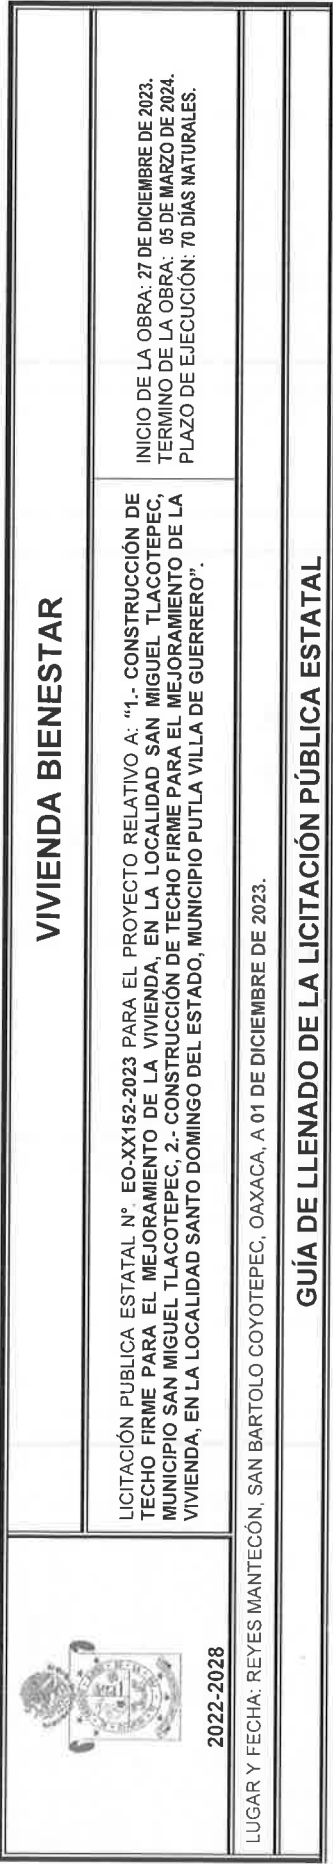 VIVIENDA BIENESTAR
LICITACIÓN PUBLICA ESTATAL N°. EO-XX152-2023 PARA EL PROYECTO RELATIVO A: “1.- CONSTRUCCIÓN DE
TECHO FIRME PARA EL MEJORAMIENTO DE LA VIVIENDA, EN LA LOCALIDAD SAN MIGUEL TLACOTEPEC,
MUNICIPIO SAN MIGUEL TLACOTEPEC, 2.- CONSTRUCCIÓN DE TECHO FIRME PARA EL MEJORAMIENTO DE LA
VIVIENDA, EN LA LOCALIDAD SANTO DOMINGO DEL ESTADO, MUNICIPIO PUTLA VILLA DE GUERRERO”.
INICIO DE LA OBRA: 27 DE DICIEMBRE DE 2023.
TERMINO DE LA OBRA: 05 DE MARZO DE 2024.
PLAZO DE EJECUCIÓN: 70 DÍAS NATURALES.
2022-2028
LUGAR Y FECHA: REYES MANTECÓN, SAN BARTOLO COYOTEPEC, OAXACA, A 01 DE DICIEMBRE DE 2023.
GUÍA DE LLENADO DE LA LICITACIÓN PÚBLICA ESTATAL